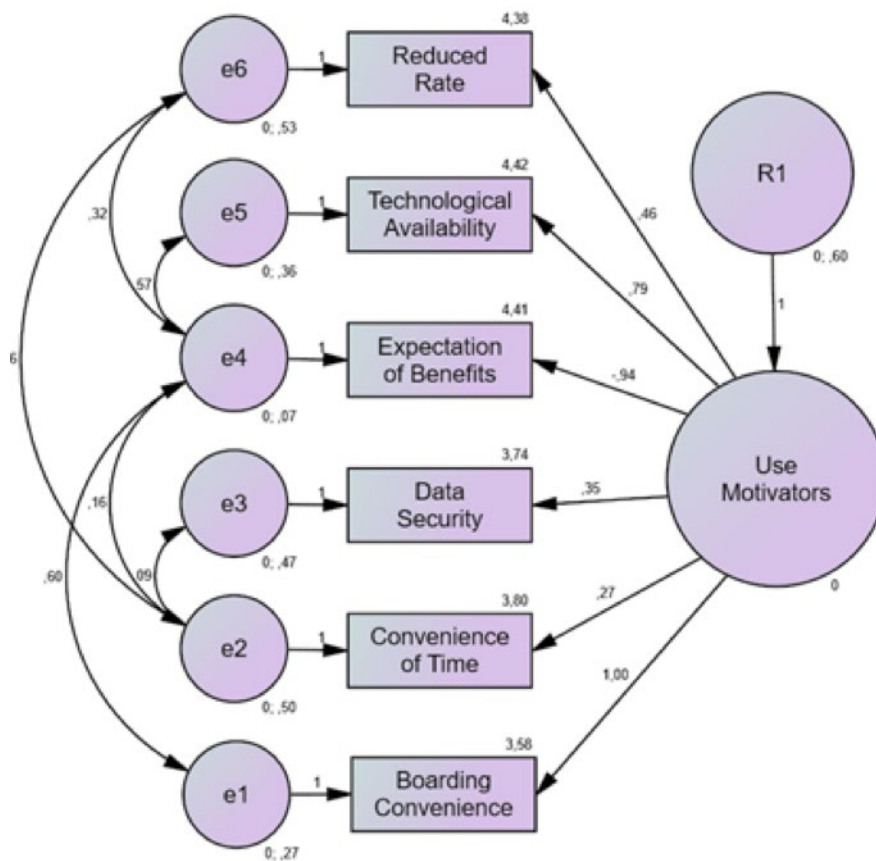 4,38
e6
1
Reduced
Rate
0; ,53
4,42
R1
e5
1
Technological
Availability
,46
,32
0; ,36
0; ,60
,57
,79
1
4,41
e4
1
Expectation
of Benefits
6
-,94
0; ,07
Use
Motivators
3,74
e3
1
Data
Security
,35
,16
0; ,47
,60
,09
3,80
,27
0
e2
1
Convenience
of Time
0; ,50
1,00
3,58
e1
1
Boarding
Convenience
0; ,27